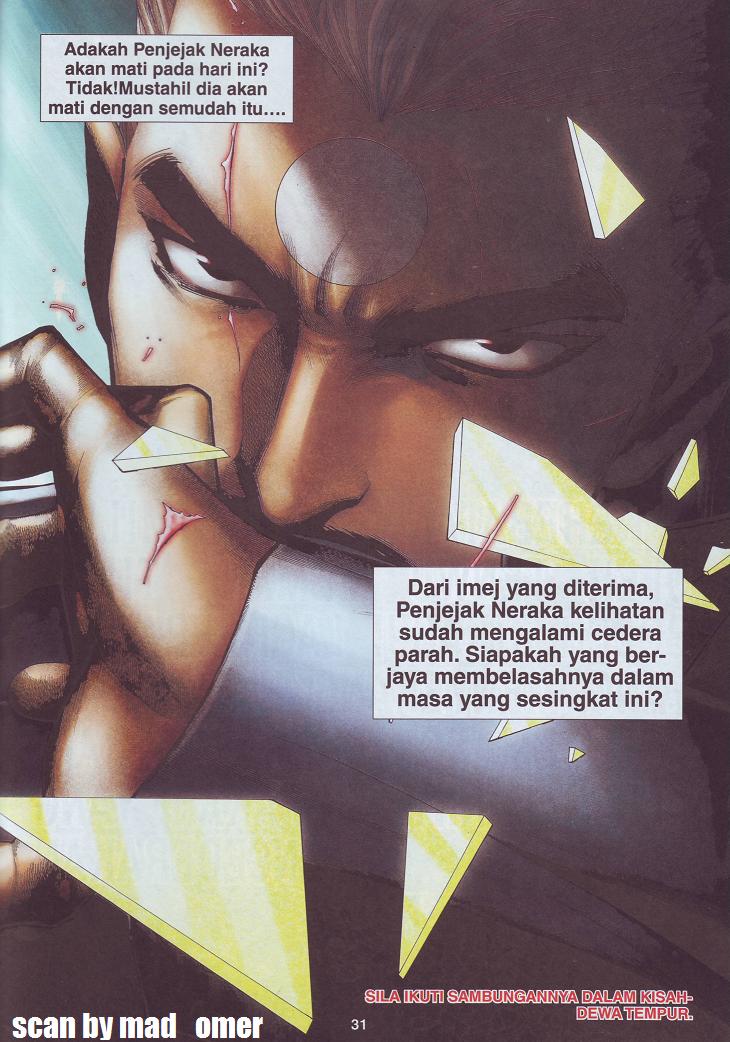 Adakah Penjejak Neraka
akan mati pada hari ini?
Tidak!Mustahil dia akan
mati dengan semudah itu....
Dari imej yang diterima,
Penjejak Neraka kelihatan
sudah mengalami cedera
parah. Siapakah yang ber-
jaya membelasahnya dalam
masa yang sesingkat ini?
SILA IKUTI SAMBUNGANNYA DALAM KISAH-
DEWA TEMPUR.
31
scan by mad omer